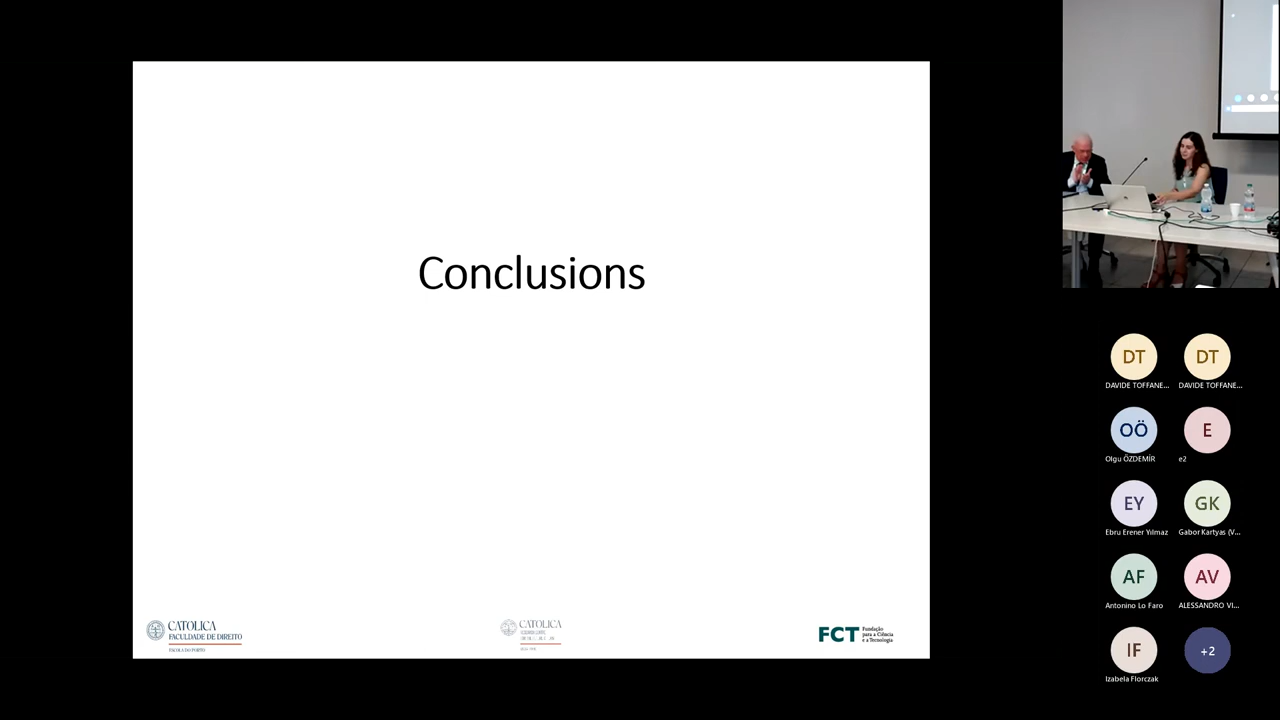 Conclusions
CATOLICA
FACULDADE DE DIREITO
ESCOLA DO PORTO
CATOLICA
FCT
Fundação
para a Ciência
e a Tecnologia
DT
DAVIDE TOFFANE...
DT
DAVIDE TOFFANE...
OÖ
Olgu ÖZDEMİR
E
e2
EY
Ebru Erener Yılmaz
GK
Gabor Kartyas (V...
AF
Antonino Lo Faro
AV
ALESSANDRO VI...
IF
Izabela Florczak
+2